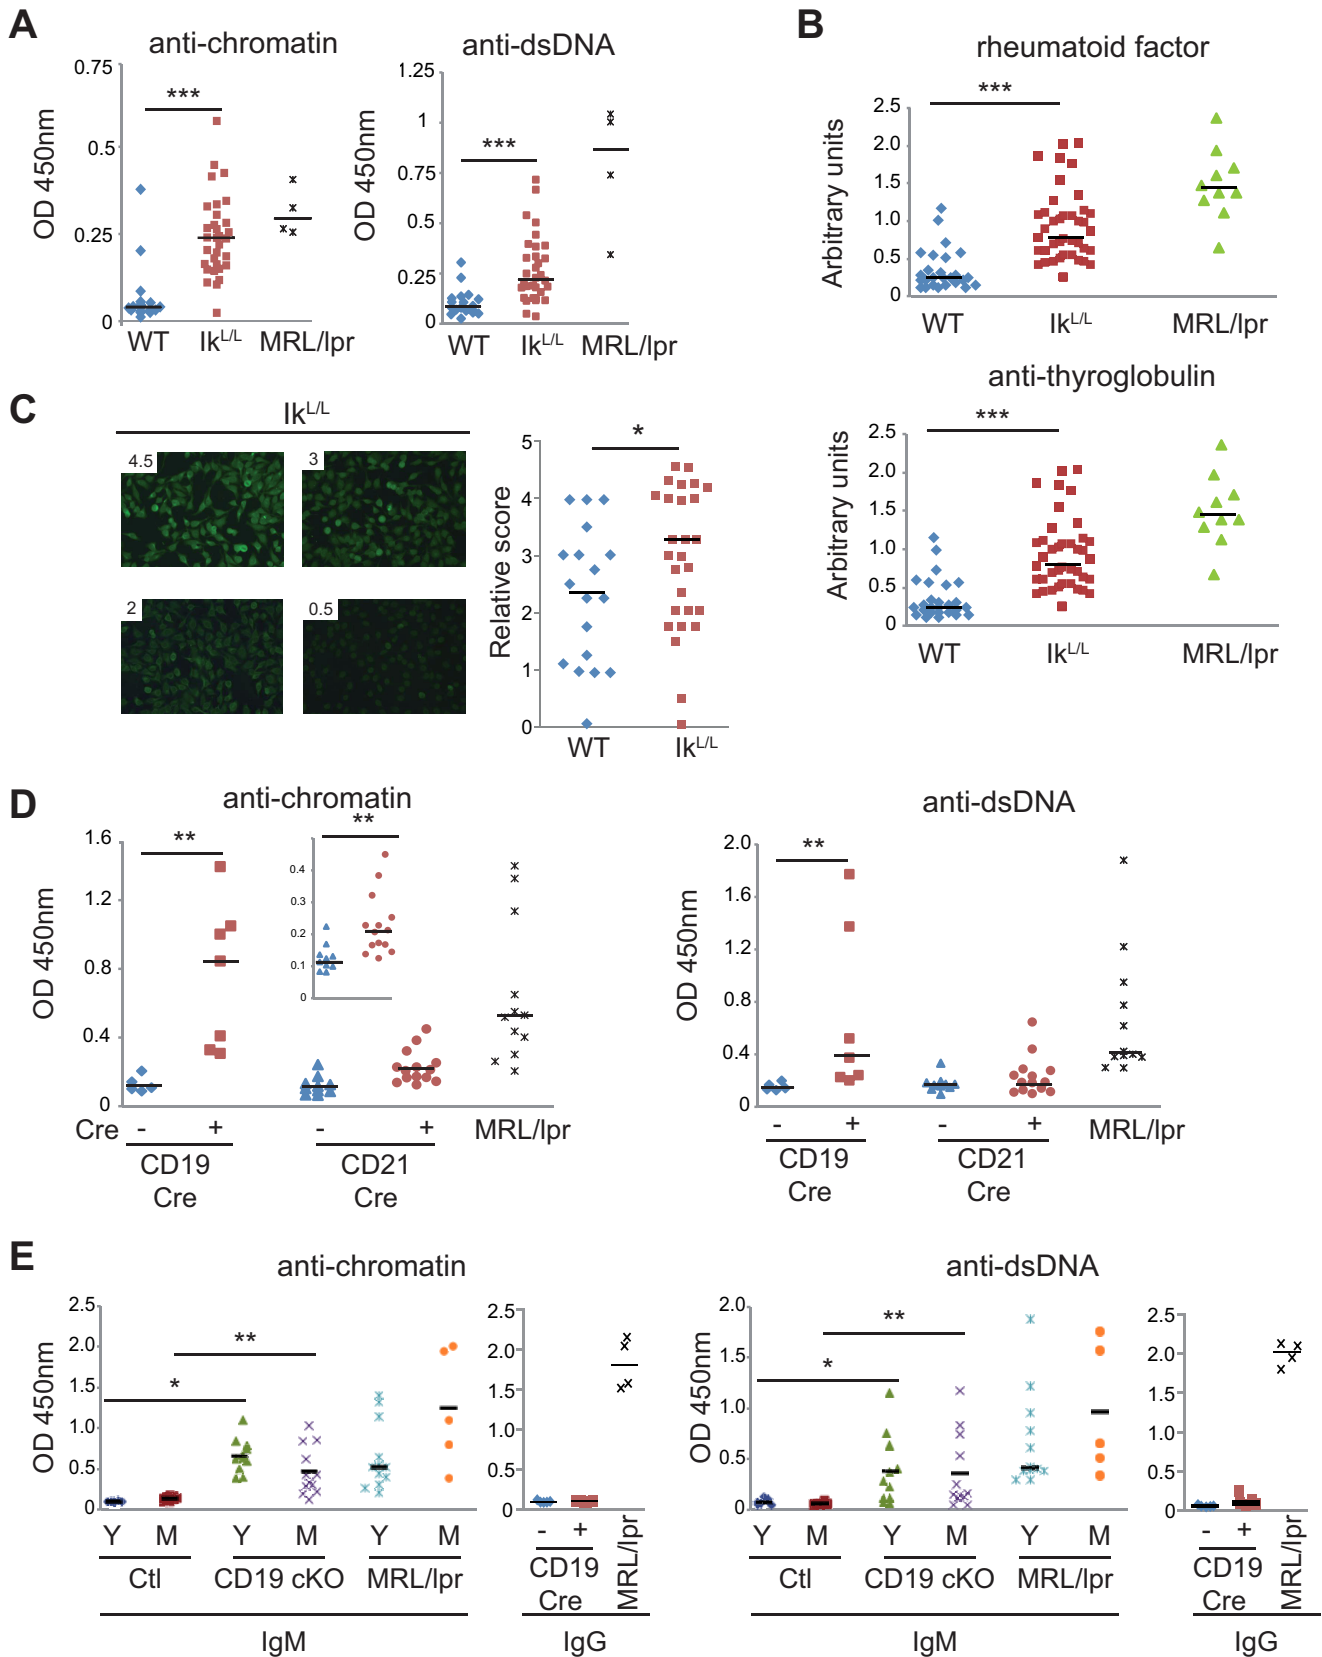 A
anti-chromatin
0.75
0.5
0.25
0
OD 450nm
***
WT
Ik^L/L
MRL/lpr
anti-dsDNA
1.25
1
0.75
0.5
0.25
0
OD 450nm
***
WT
Ik^L/L
MRL/lpr
B
rheumatoid factor
2.5
2.0
1.5
1.0
0.5
0
Arbitrary units
***
WT
Ik^L/L
MRL/lpr
anti-thyroglobulin
2.5
2.0
1.5
1.0
0.5
0
Arbitrary units
***
WT
Ik^L/L
MRL/lpr
C
Ik^L/L
4.5
3
2
0.5
5
4
3
2
1
0
Relative score
*
WT
Ik^L/L
D
anti-chromatin
1.6
1.2
0.8
0.4
0
OD 450nm
**
**
0.4
0.3
0.2
0.1
0
Cre - + - + MRL/lpr
CD19 CD21
Cre Cre
anti-dsDNA
2.0
1.6
1.2
0.8
0.4
0
OD 450nm
**
- + - + MRL/lpr
CD19 CD21
Cre Cre
E
anti-chromatin
2.5
2.0
1.5
1.0
0.5
0
OD 450nm
**
*
Y M Y M Y M
Ctl CD19 cKO MRL/lpr
IgM
2.5
2.0
1.5
1.0
0.5
0
- +
CD19
Cre
MRL/lpr
IgG
anti-dsDNA
2.0
1.5
1.0
0.5
0
OD 450nm
**
*
Y M Y M Y M
Ctl CD19 cKO MRL/lpr
IgM
2.5
2.0
1.5
1.0
0.5
0
- +
CD19
Cre
MRL/lpr
IgG